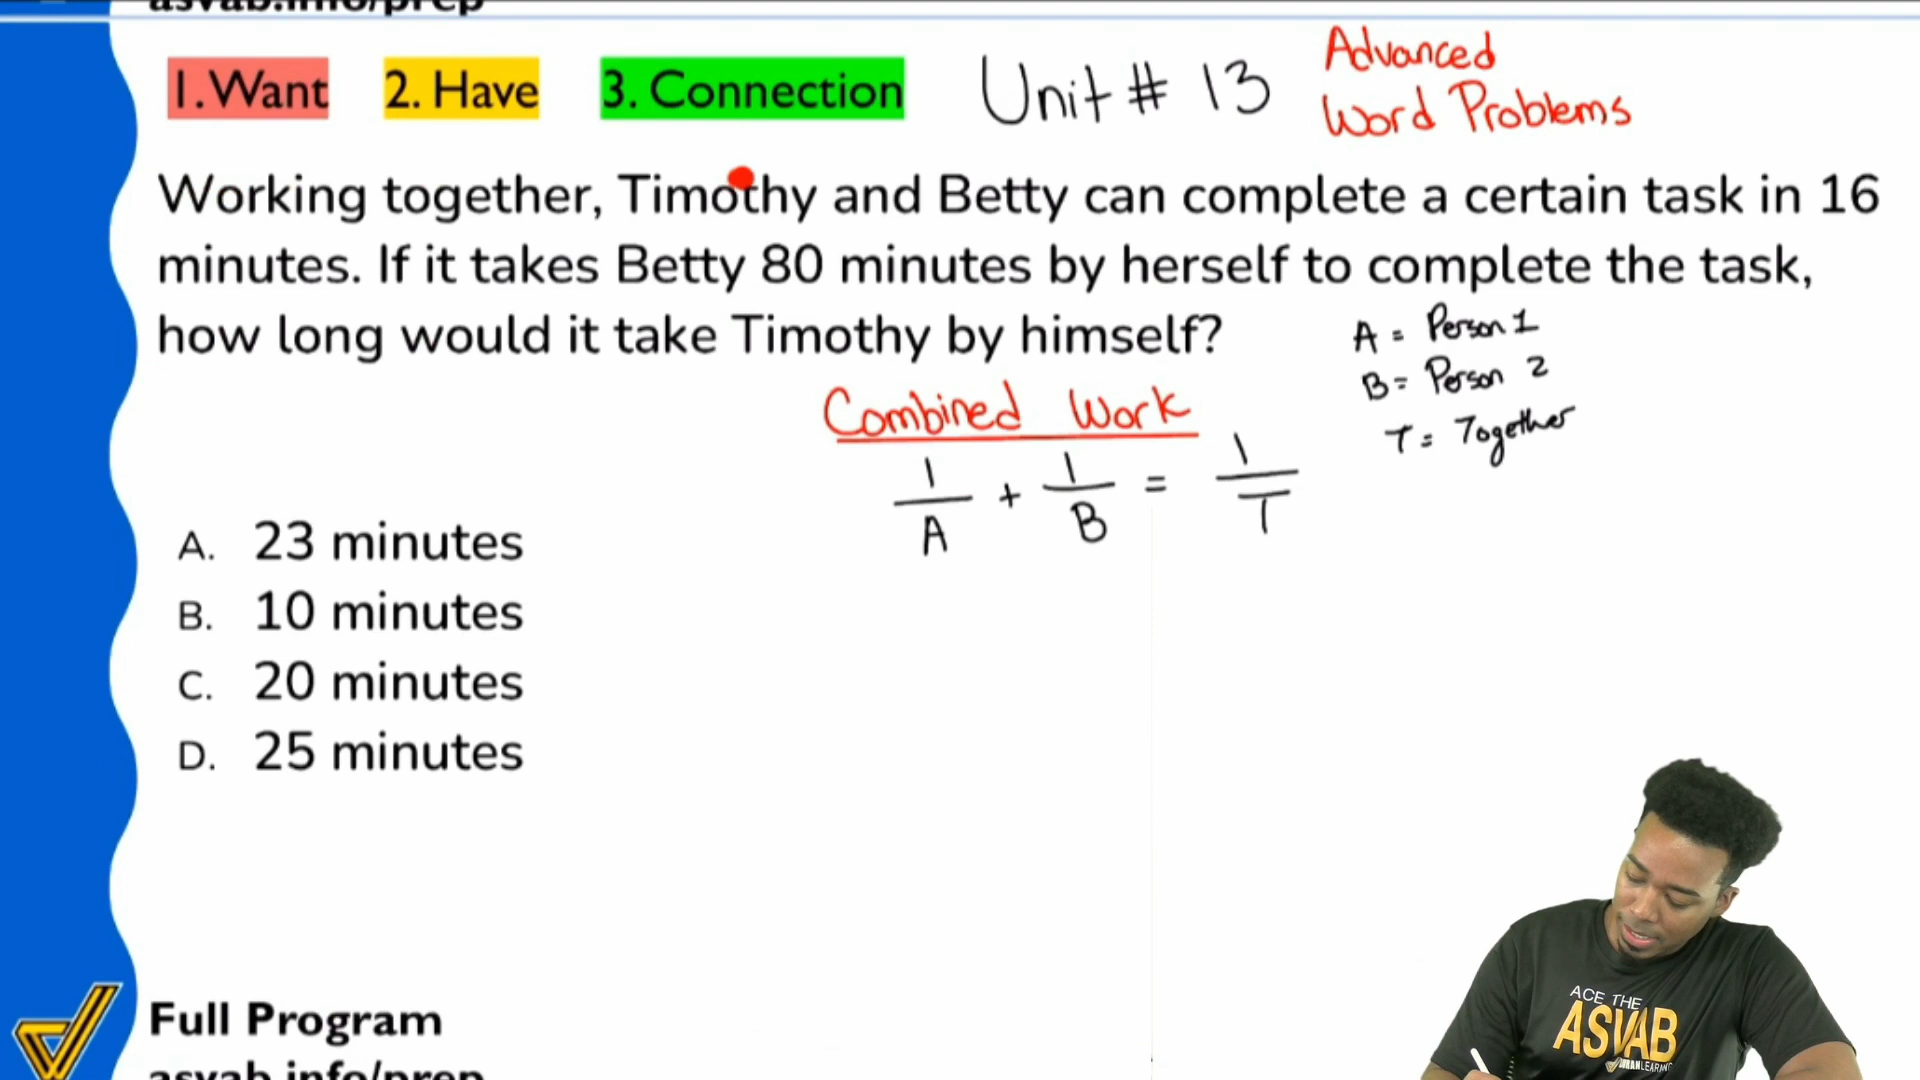 asvab.info/prep
1. Want 2. Have 3. Connection Unit # 13 Advanced
Word Problems
Working together, Timothy and Betty can complete a certain task in 16
minutes. If it takes Betty 80 minutes by herself to complete the task,
how long would it take Timothy by himself?
A = Person 1
B = Person 2
T = Together
Combined Work
1/A + 1/B = 1/T
A. 23 minutes
B. 10 minutes
C. 20 minutes
D. 25 minutes
ACE THE
ASVAB
Full Program
asvab.info/prep